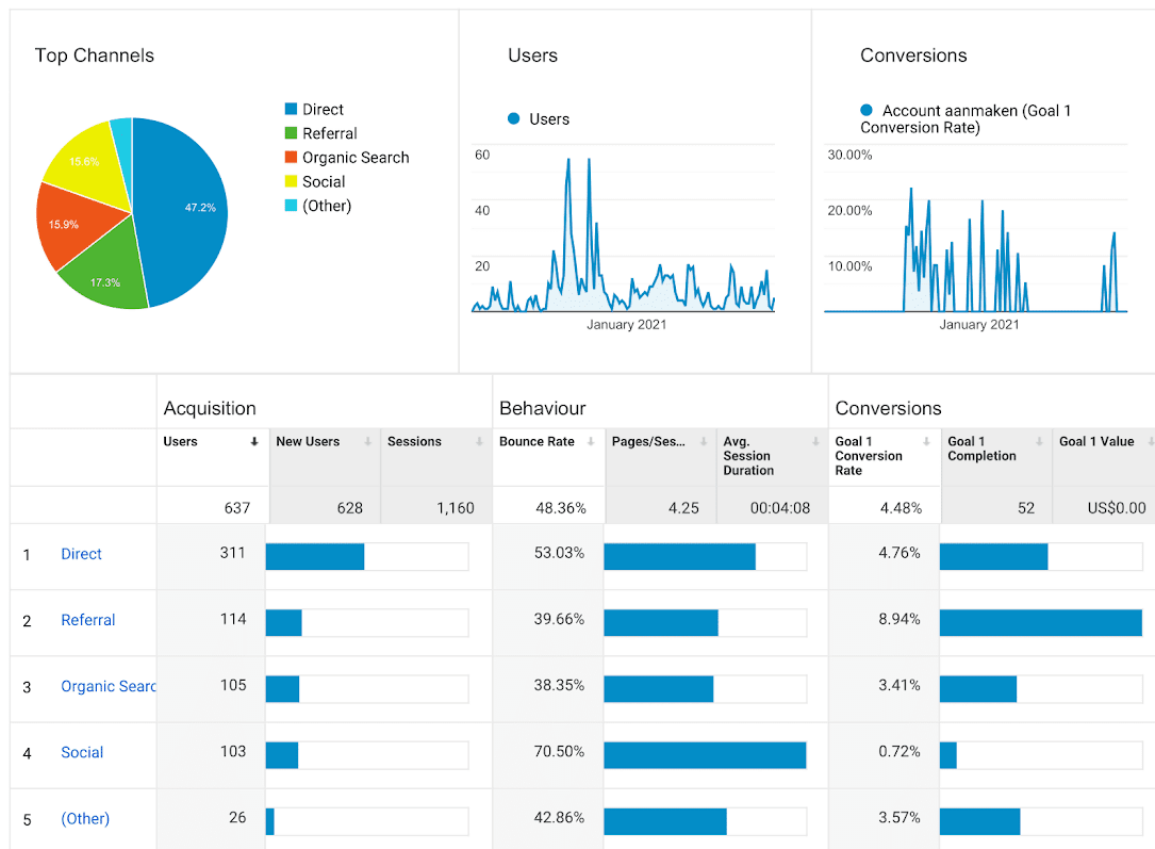 Top Channels
Direct
Referral
Organic Search
Social
(Other)
47.2%
17.3%
15.9%
15.6%
Users
Users
60
40
20
January 2021
Conversions
Account aanmaken (Goal 1
Conversion Rate)
30.00%
20.00%
10.00%
January 2021
Acquisition Behaviour Conversions
Users New Users Sessions Bounce Rate Pages/Ses... Avg.
Session
Duration
Goal 1
Conversion
Rate
Goal 1
Completion
Goal 1 Value
637 628 1,160 48.36% 4.25 00:04:08 4.48% 52 US$0.00
1 Direct 311 53.03% 4.76%
2 Referral 114 39.66% 8.94%
3 Organic Searc 105 38.35% 3.41%
4 Social 103 70.50% 0.72%
5 (Other) 26 42.86% 3.57%